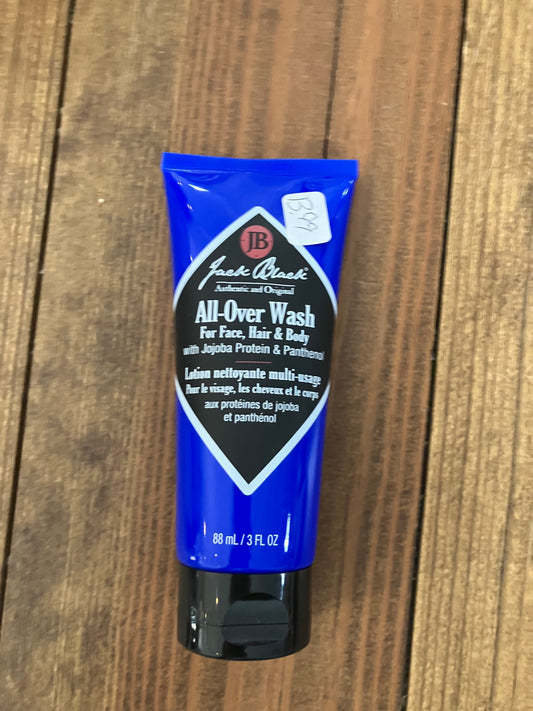 13.99
JB
Jack Black®
Authentic and Original
All-Over Wash
For Face, Hair & Body
with Jojoba Protein & Panthenol
Lotion nettoyante multi-usage
Pour le visage, les cheveux et le corps
aux protéines de jojoba
et panthénol
88 mL / 3 FL OZ